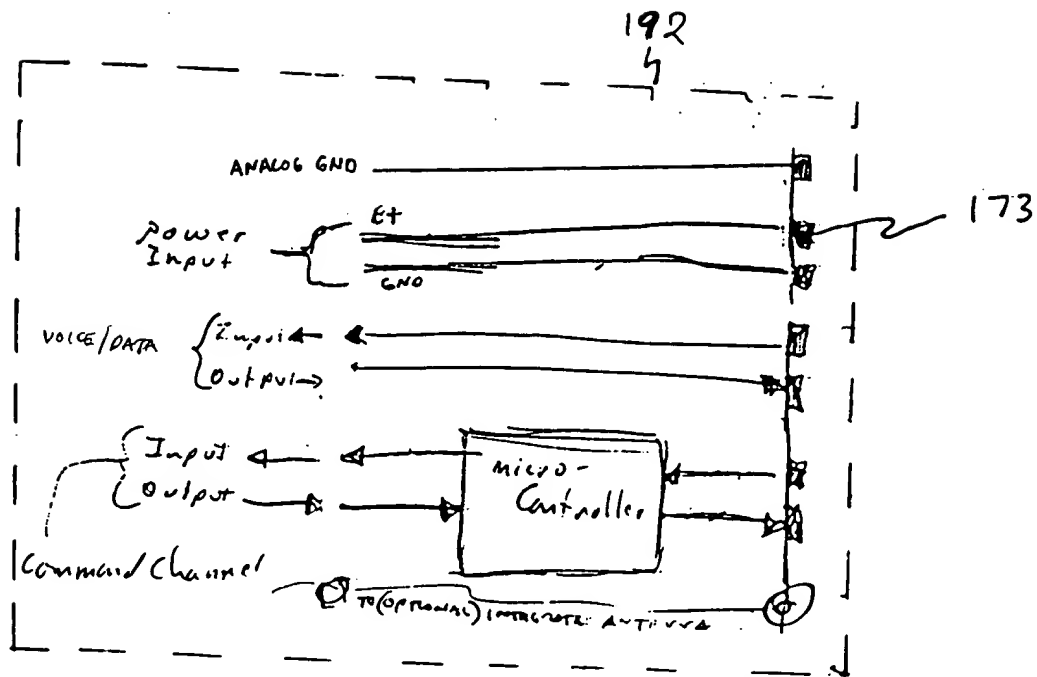 192
ANALOG GND
173
Power
Input
E+
GND
VOICE/DATA
Input
Output
Input
Output
Micro-
Controller
Command Channel
TO (OPTIONAL) INTEGRATE ANTENNA